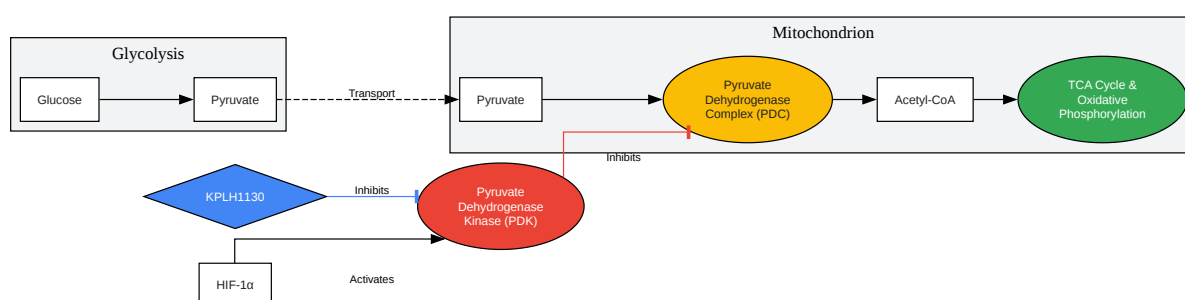 Glycolysis
Mitochondrion
Glucose
Pyruvate
Transport
Pyruvate
Pyruvate
Dehydrogenase
Complex (PDC)
Acetyl-CoA
TCA Cycle &
Oxidative
Phosphorylation
Inhibits
KPLH1130
Inhibits
Pyruvate
Dehydrogenase
Kinase (PDK)
HIF-1α
Activates